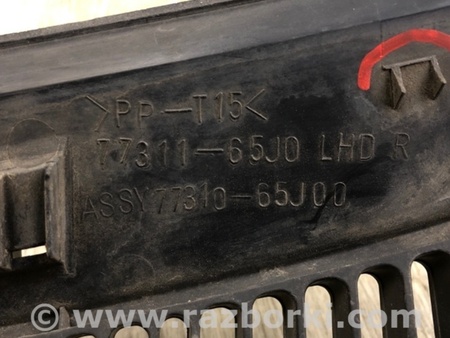 >PP-T15<
77311-65J0 LHD R
ASSY77310-65J00
© www.razborki.com